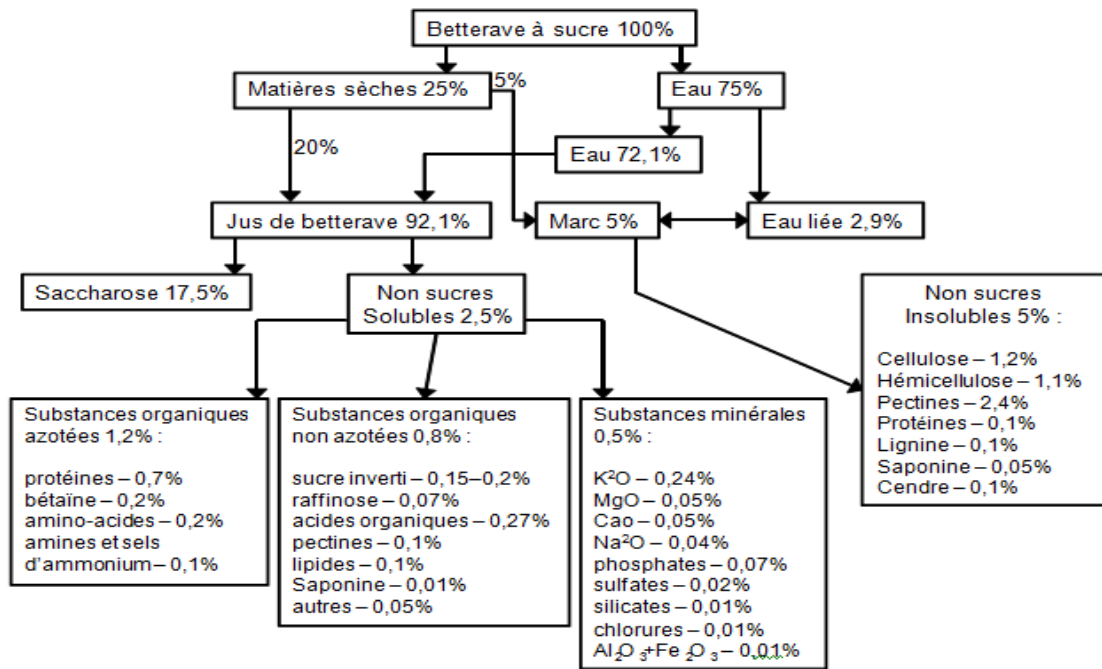 Betterave à sucre 100%
Matières sèches 25%
5%
Eau 75%
20%
Eau 72,1%
Jus de betterave 92,1%
Marc 5%
Eau liée 2,9%
Saccharose 17,5%
Non sucres
Solubles 2,5%
Non sucres
Insolubles 5% :
Cellulose – 1,2%
Hémicellulose – 1,1%
Pectines – 2,4%
Protéines – 0,1%
Lignine – 0,1%
Saponine – 0,05%
Cendre – 0,1%
Substances organiques
azotées 1,2% :
protéines – 0,7%
bétaïne – 0,2%
amino-acides – 0,2%
amines et sels
d’ammonium – 0,1%
Substances organiques
non azotées 0,8% :
sucre inverti – 0,15–0,2%
raffinose – 0,07%
acides organiques – 0,27%
pectines – 0,1%
lipides – 0,1%
Saponine – 0,01%
autres – 0,05%
Substances minérales
0,5% :
K²O – 0,24%
MgO – 0,05%
Cao – 0,05%
Na²O – 0,04%
phosphates – 0,07%
sulfates – 0,02%
silicates – 0,01%
chlorures – 0,01%
Al₂O₃+Fe₂O₃ – 0,01%